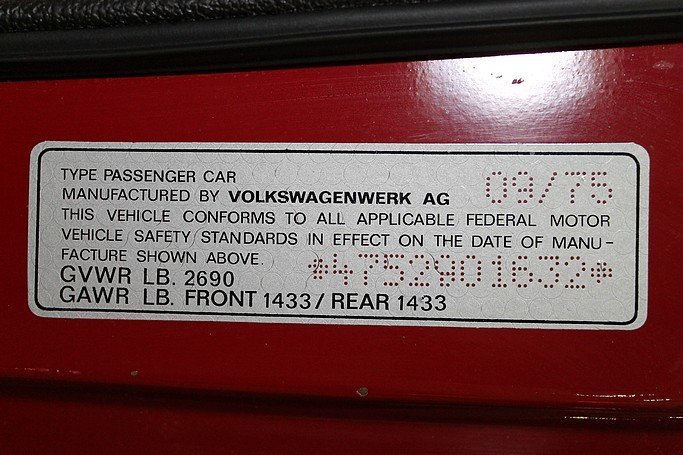 TYPE PASSENGER CAR 09/75
MANUFACTURED BY VOLKSWAGENWERK AG
THIS VEHICLE CONFORMS TO ALL APPLICABLE FEDERAL MOTOR
VEHICLE SAFETY STANDARDS IN EFFECT ON THE DATE OF MANU-
FACTURE SHOWN ABOVE. *4752901632*
GVWR LB. 2690
GAWR LB. FRONT 1433/ REAR 1433